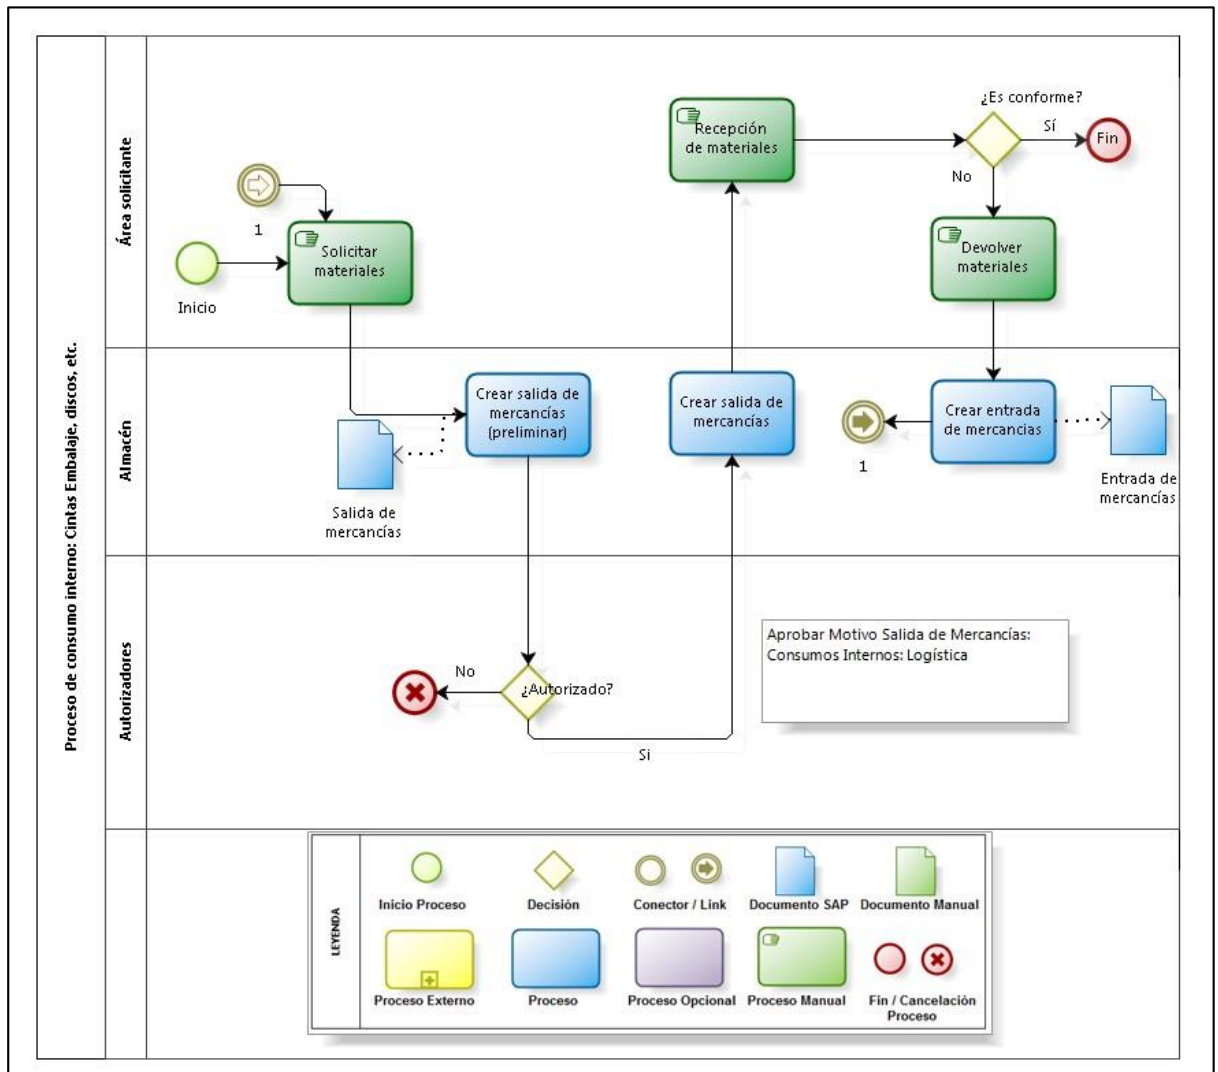 Proceso de consumo interno: Cintas Embalaje, discos, etc.
Área solicitante
¿Es conforme?
Recepción
de materiales
Sí
Fin
No
1
Solicitar
materiales
Devolver
materiales
Inicio
Almacén
Crear salida de
mercancías
(preliminar)
Crear salida de
mercancías
Crear entrada
de mercancias
1
Salida de
mercancías
Entrada de
mercancías
Autorizadores
Aprobar Motivo Salida de Mercancías:
Consumos Internos: Logística
No
¿Autorizado?
Si
LEYENDA
Inicio Proceso
Decisión
Conector / Link
Documento SAP
Documento Manual
Proceso Externo
Proceso
Proceso Opcional
Proceso Manual
Fin / Cancelación
Proceso